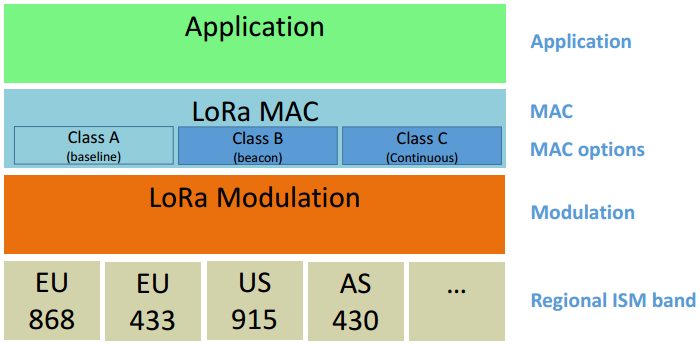 Application
Application
LoRa MAC
MAC
Class A
(baseline)
Class B
(beacon)
Class C
(Continuous)
MAC options
LoRa Modulation
Modulation
EU
868
EU
433
US
915
AS
430
...
Regional ISM band